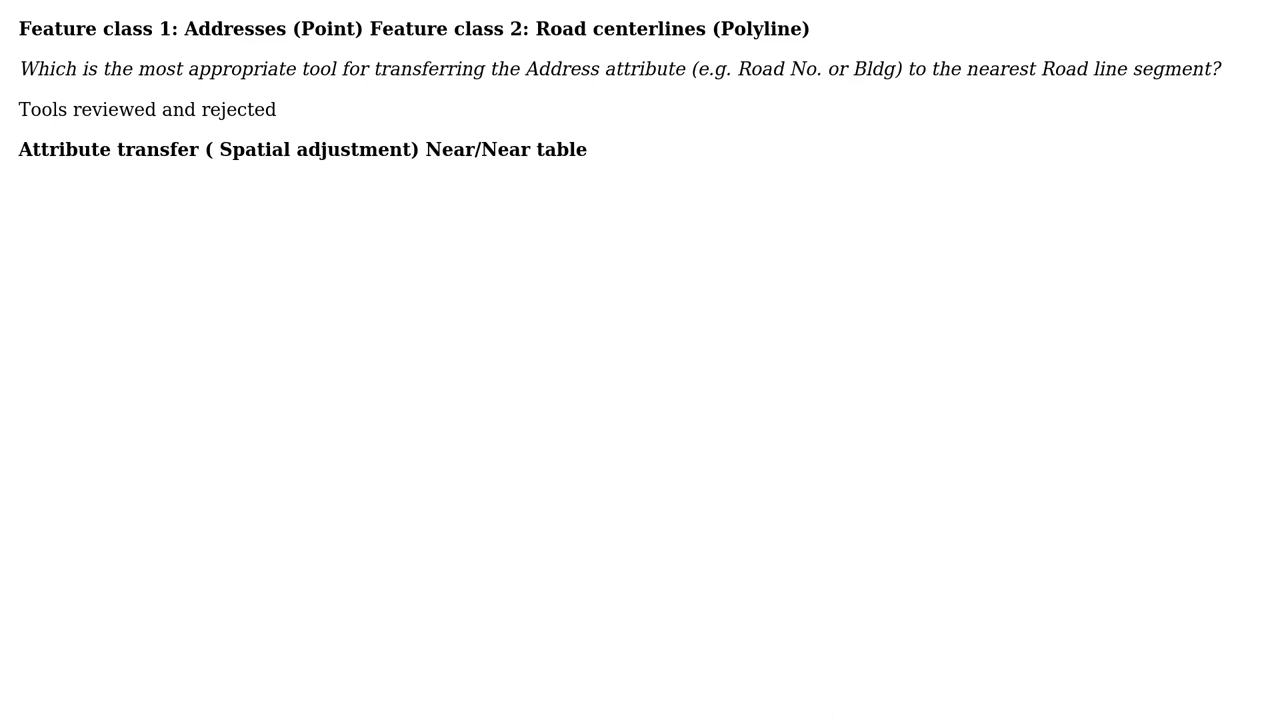 Feature class 1: Addresses (Point) Feature class 2: Road centerlines (Polyline)
Which is the most appropriate tool for transferring the Address attribute (e.g. Road No. or Bldg) to the nearest Road line segment?
Tools reviewed and rejected
Attribute transfer ( Spatial adjustment) Near/Near table